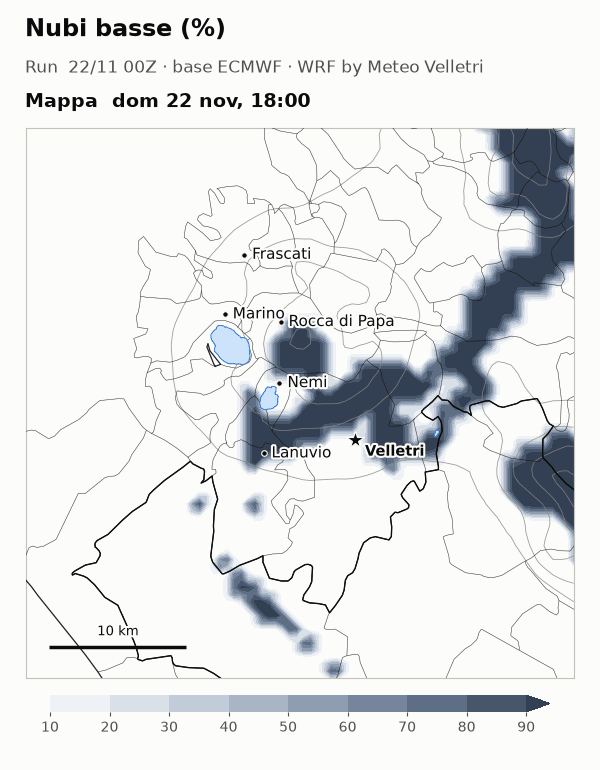 Nubi basse (%)
Run  22/11 00Z · base ECMWF · WRF by Meteo Velletri
Mappa  dom 22 nov, 18:00
Frascati
Marino
Rocca di Papa
Nemi
Velletri
Lanuvio
10 km
10 20 30 40 50 60 70 80 90